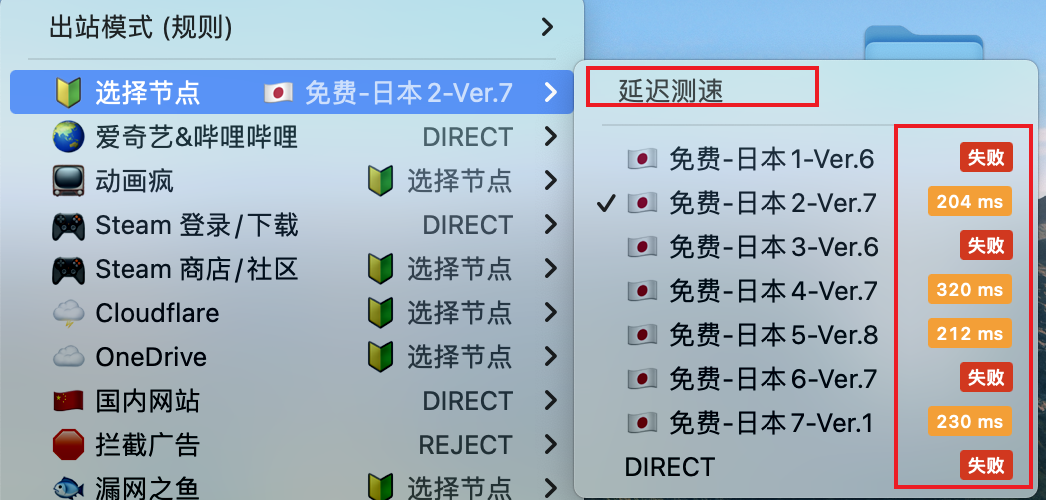 出站模式 (规则)
选择节点 免费-日本2-Ver.7
爱奇艺&哔哩哔哩 DIRECT
动画疯 选择节点
Steam 登录/下载 DIRECT
Steam 商店/社区 选择节点
Cloudflare 选择节点
OneDrive 选择节点
国内网站 DIRECT
拦截广告 REJECT
漏网之鱼 选择节点
延迟测速
免费-日本1-Ver.6 失败
免费-日本2-Ver.7 204 ms
免费-日本3-Ver.6 失败
免费-日本4-Ver.7 320 ms
免费-日本5-Ver.8 212 ms
免费-日本6-Ver.7 失败
免费-日本7-Ver.1 230 ms
DIRECT 失败